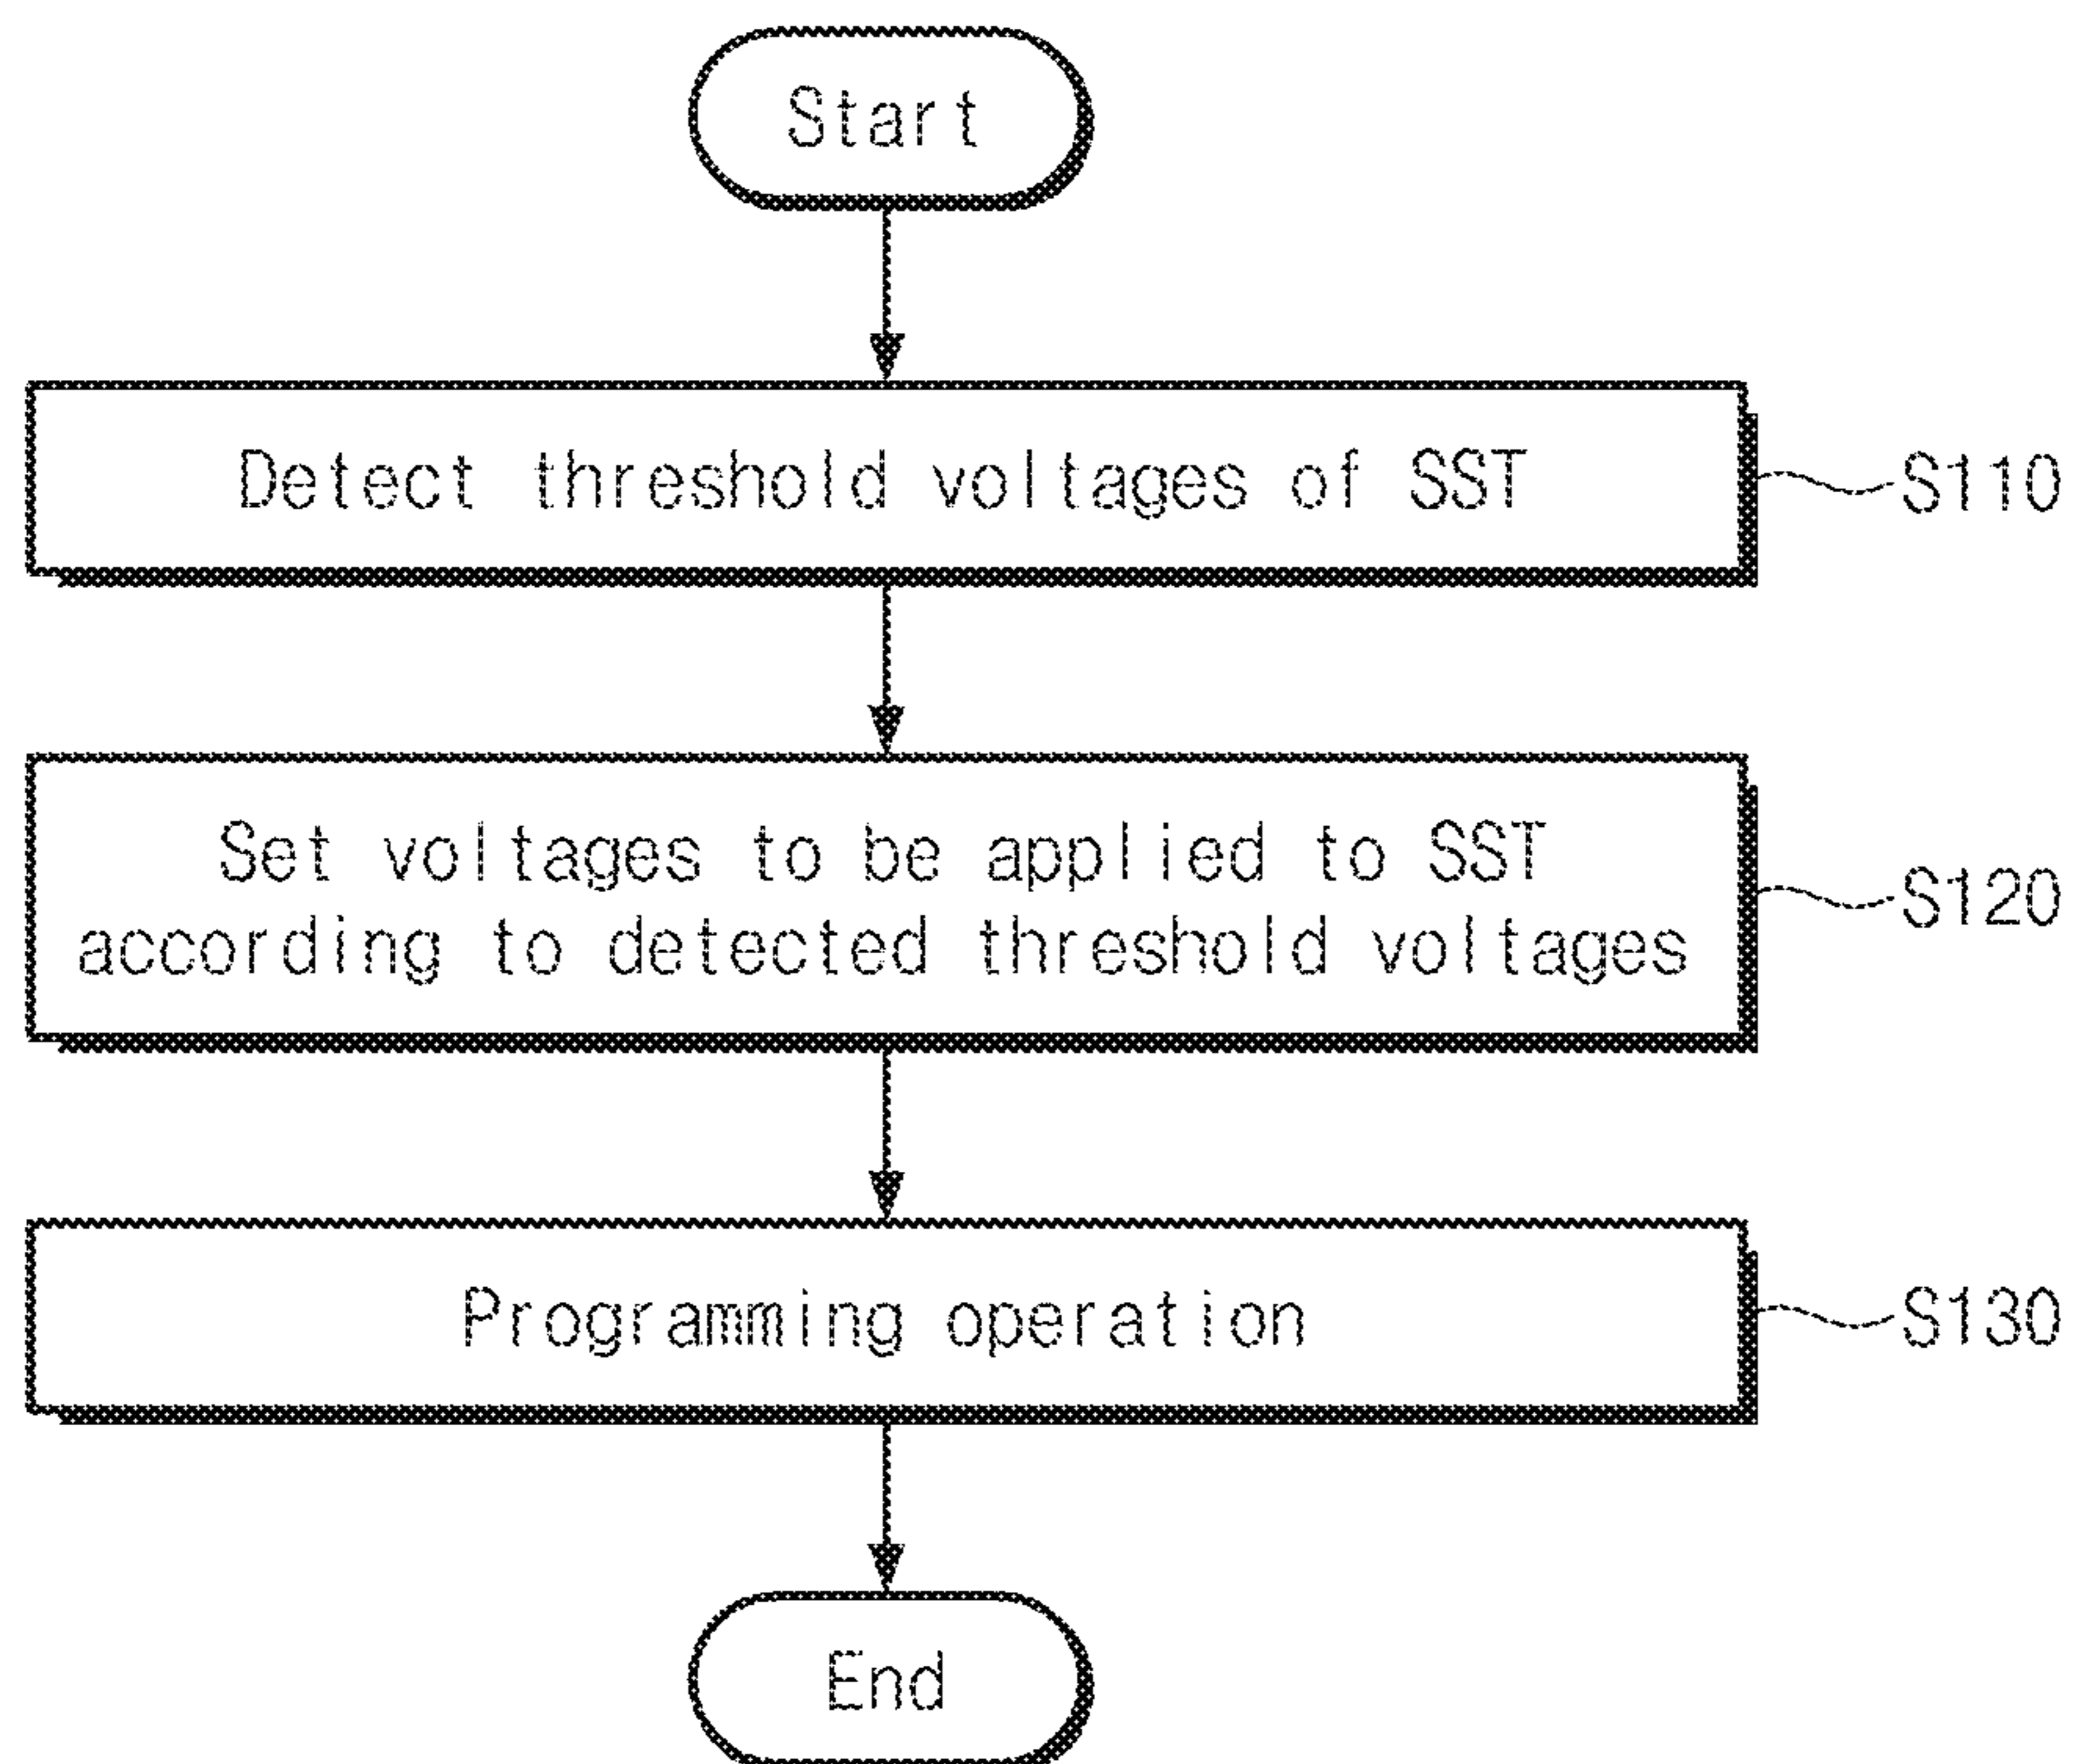 Start
Detect threshold voltages of SST
S110
Set voltages to be applied to SST
according to detected threshold voltages
S120
Programming operation
S130
End